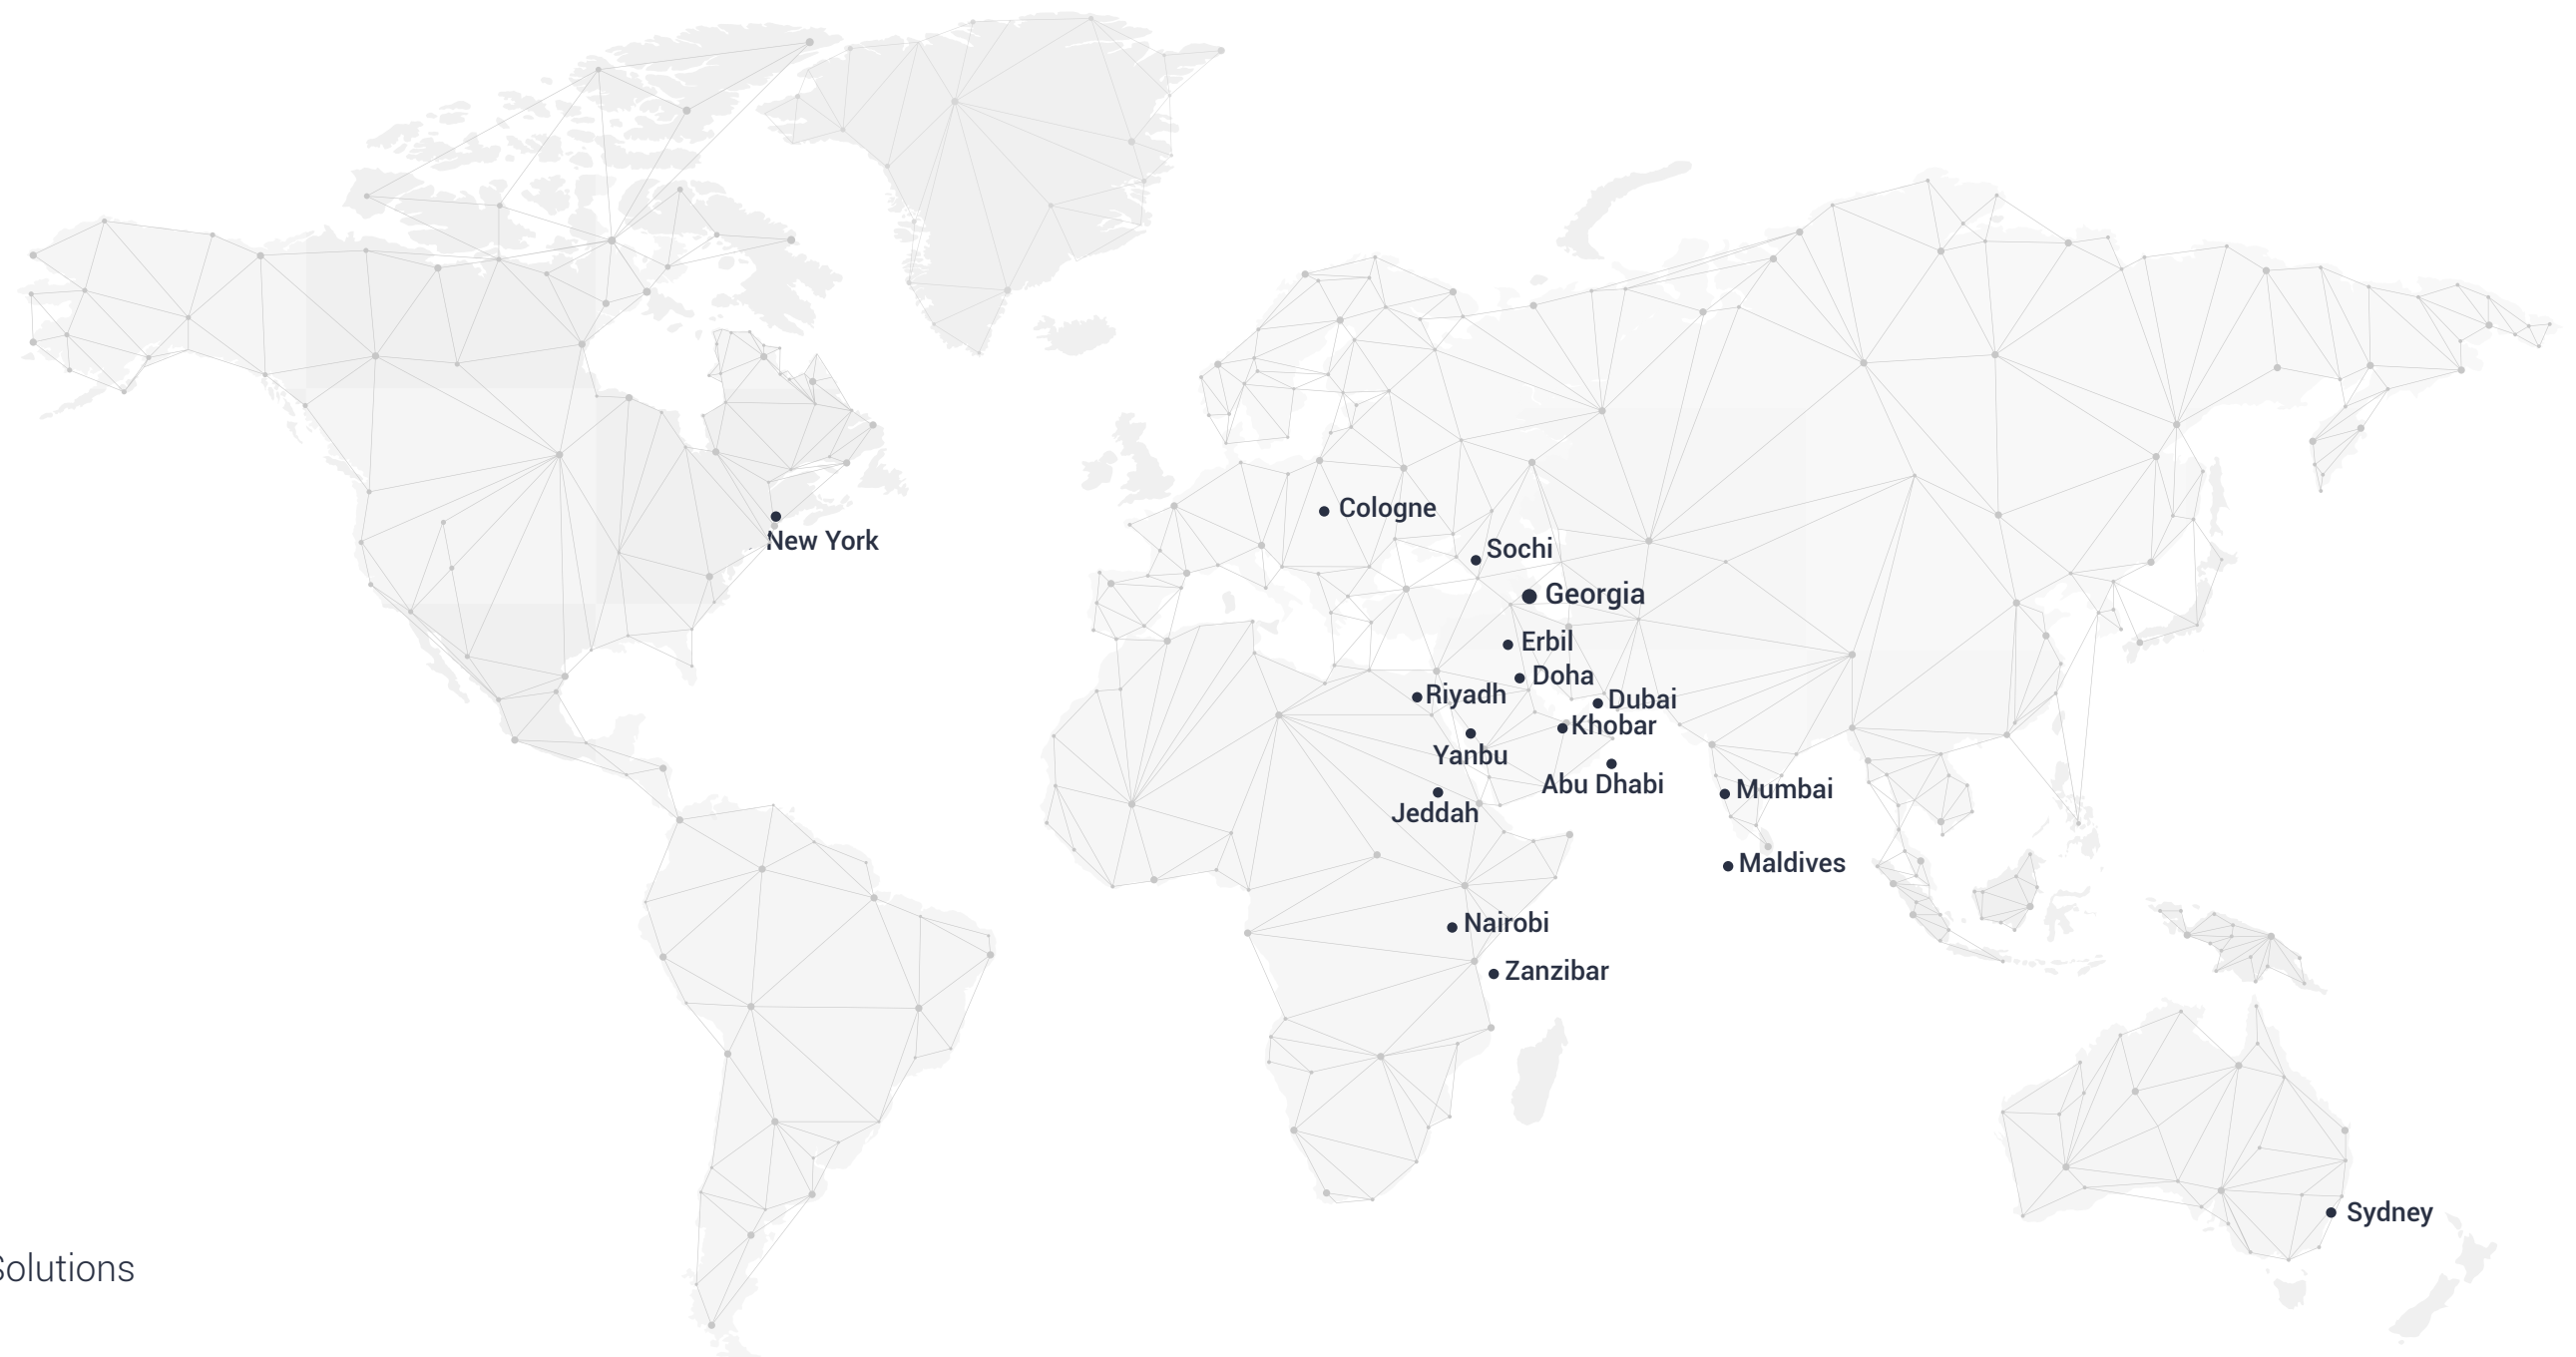 Cologne
New York
Sochi
Georgia
Erbil
Doha
Riyadh
Dubai
Khobar
Yanbu
Abu Dhabi
Mumbai
Jeddah
Maldives
Nairobi
Zanzibar
Sydney
Solutions